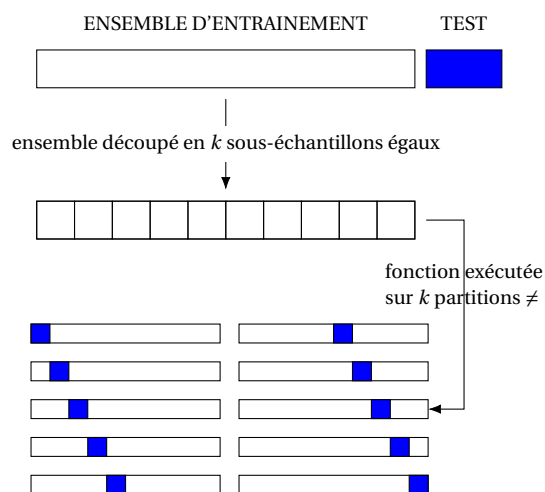 ENSEMBLE D'ENTRAINEMENT
TEST
ensemble découpé en k sous-échantillons égaux
fonction exécutée
sur k partitions ≠